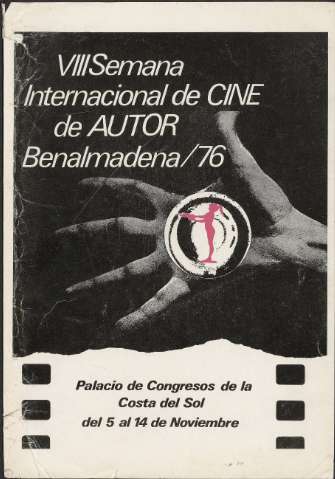 VIII Semana
Internacional de CINE
de AUTOR
Benalmadena/76
Palacio de Congresos de la
Costa del Sol
del 5 al 14 de Noviembre